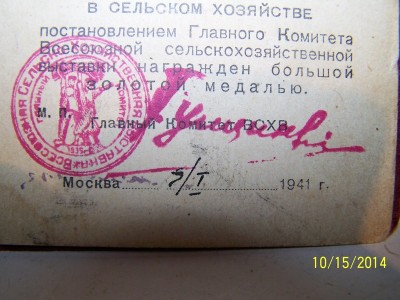 В СЕЛЬСКОМ ХОЗЯЙСТВЕ
постановлением Главного Комитета
Всесоюзной сельскохозяйственной
выставки награжден большой
золотой медалью.
М. П.
Главный Комитет ВСХВ
Москва 5/I 1941 г.
10/15/2014